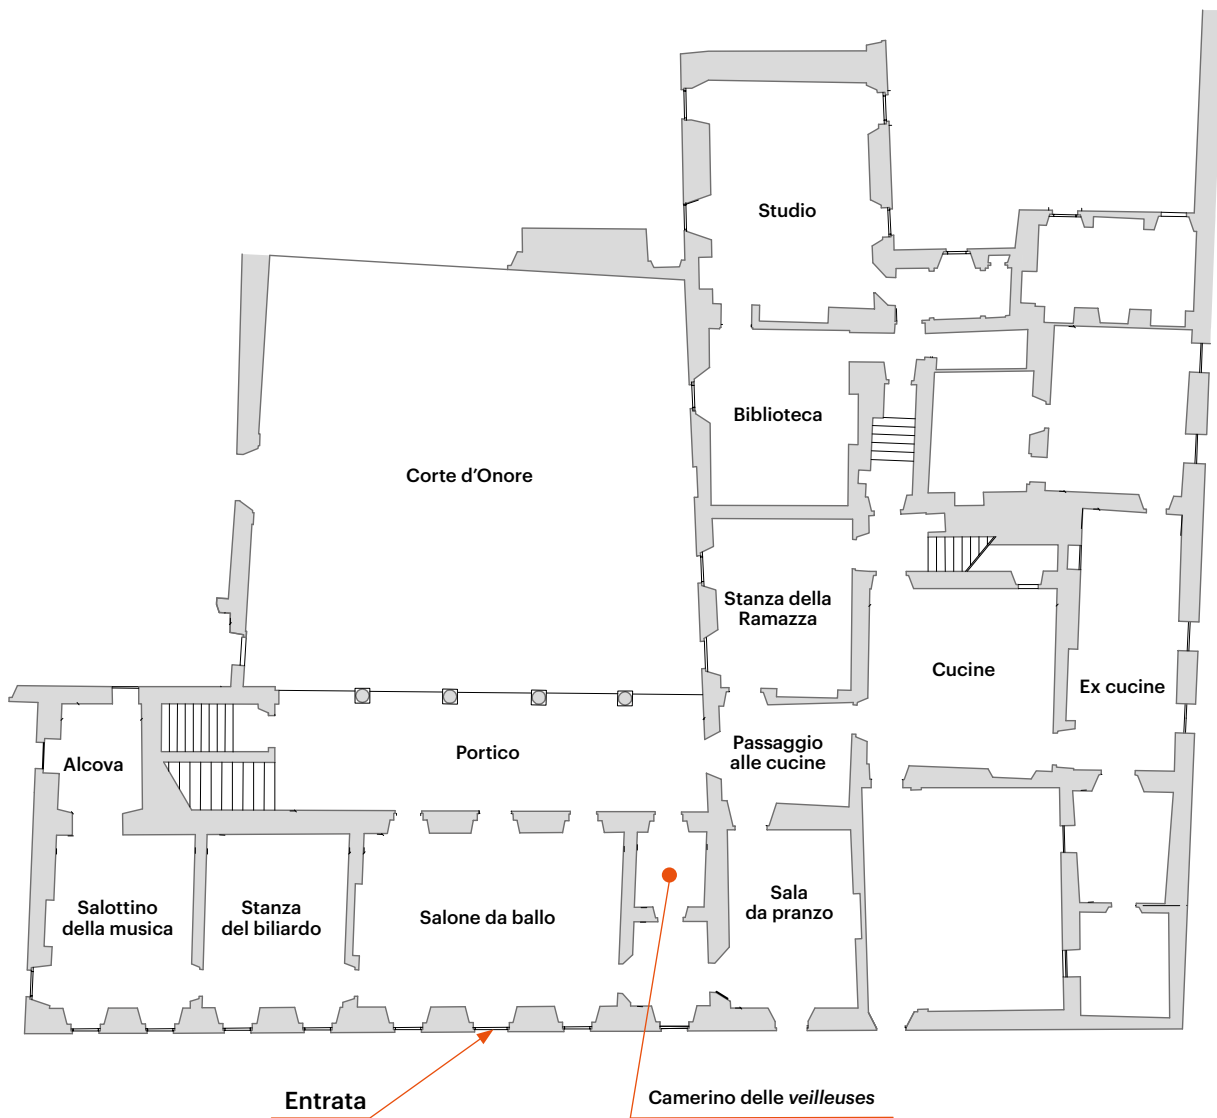 Studio
Biblioteca
Corte d’Onore
Stanza della
Ramazza
Cucine
Ex cucine
Portico
Passaggio
alle cucine
Alcova
Salottino
della musica
Stanza
del biliardo
Salone da ballo
Sala
da pranzo
Entrata
Camerino delle veilleuses